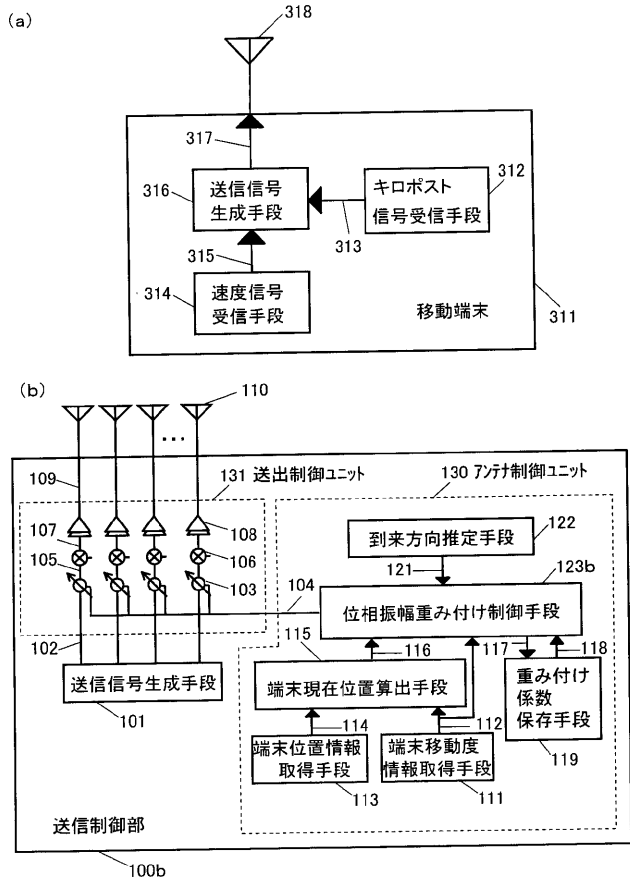 (a)
318
317
316
送信信号
生成手段
312
キロポスト
信号受信手段
313
315
314
速度信号
受信手段
移動端末
311
(b)
110
131 送出制御ユニット
130 アンテナ制御ユニット
109
107
108
105
106
103
122
到来方向推定手段
121
123b
104
位相振幅重み付け制御手段
102
115
116
117
118
送信信号生成手段
101
端末現在位置算出手段
重み付け
係数
保存手段
114
112
119
端末位置情報
取得手段
端末移動度
情報取得手段
113
111
送信制御部
100b